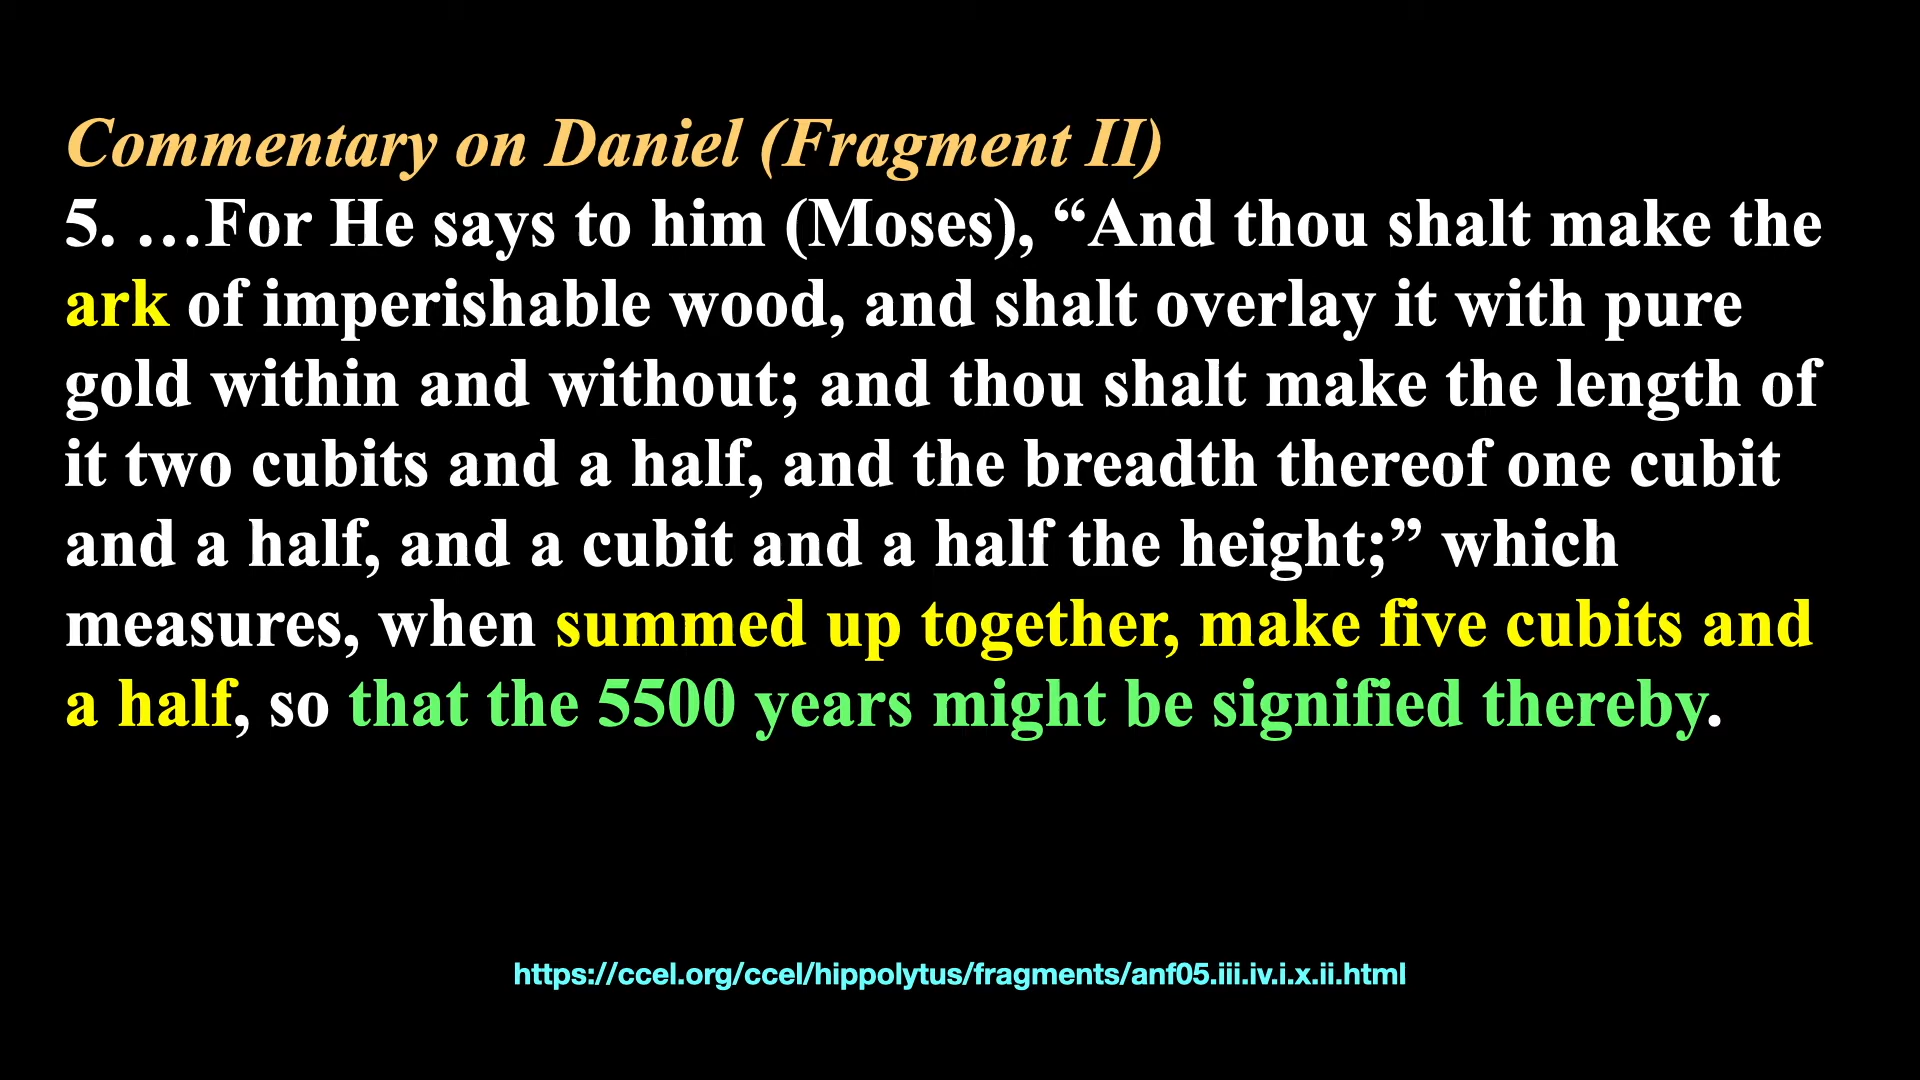 Commentary on Daniel (Fragment II)
5. …For He says to him (Moses), “And thou shalt make the
ark of imperishable wood, and shalt overlay it with pure
gold within and without; and thou shalt make the length of
it two cubits and a half, and the breadth thereof one cubit
and a half, and a cubit and a half the height;” which
measures, when summed up together, make five cubits and
a half, so that the 5500 years might be signified thereby.
https://ccel.org/ccel/hippolytus/fragments/anf05.iii.iv.i.x.ii.html